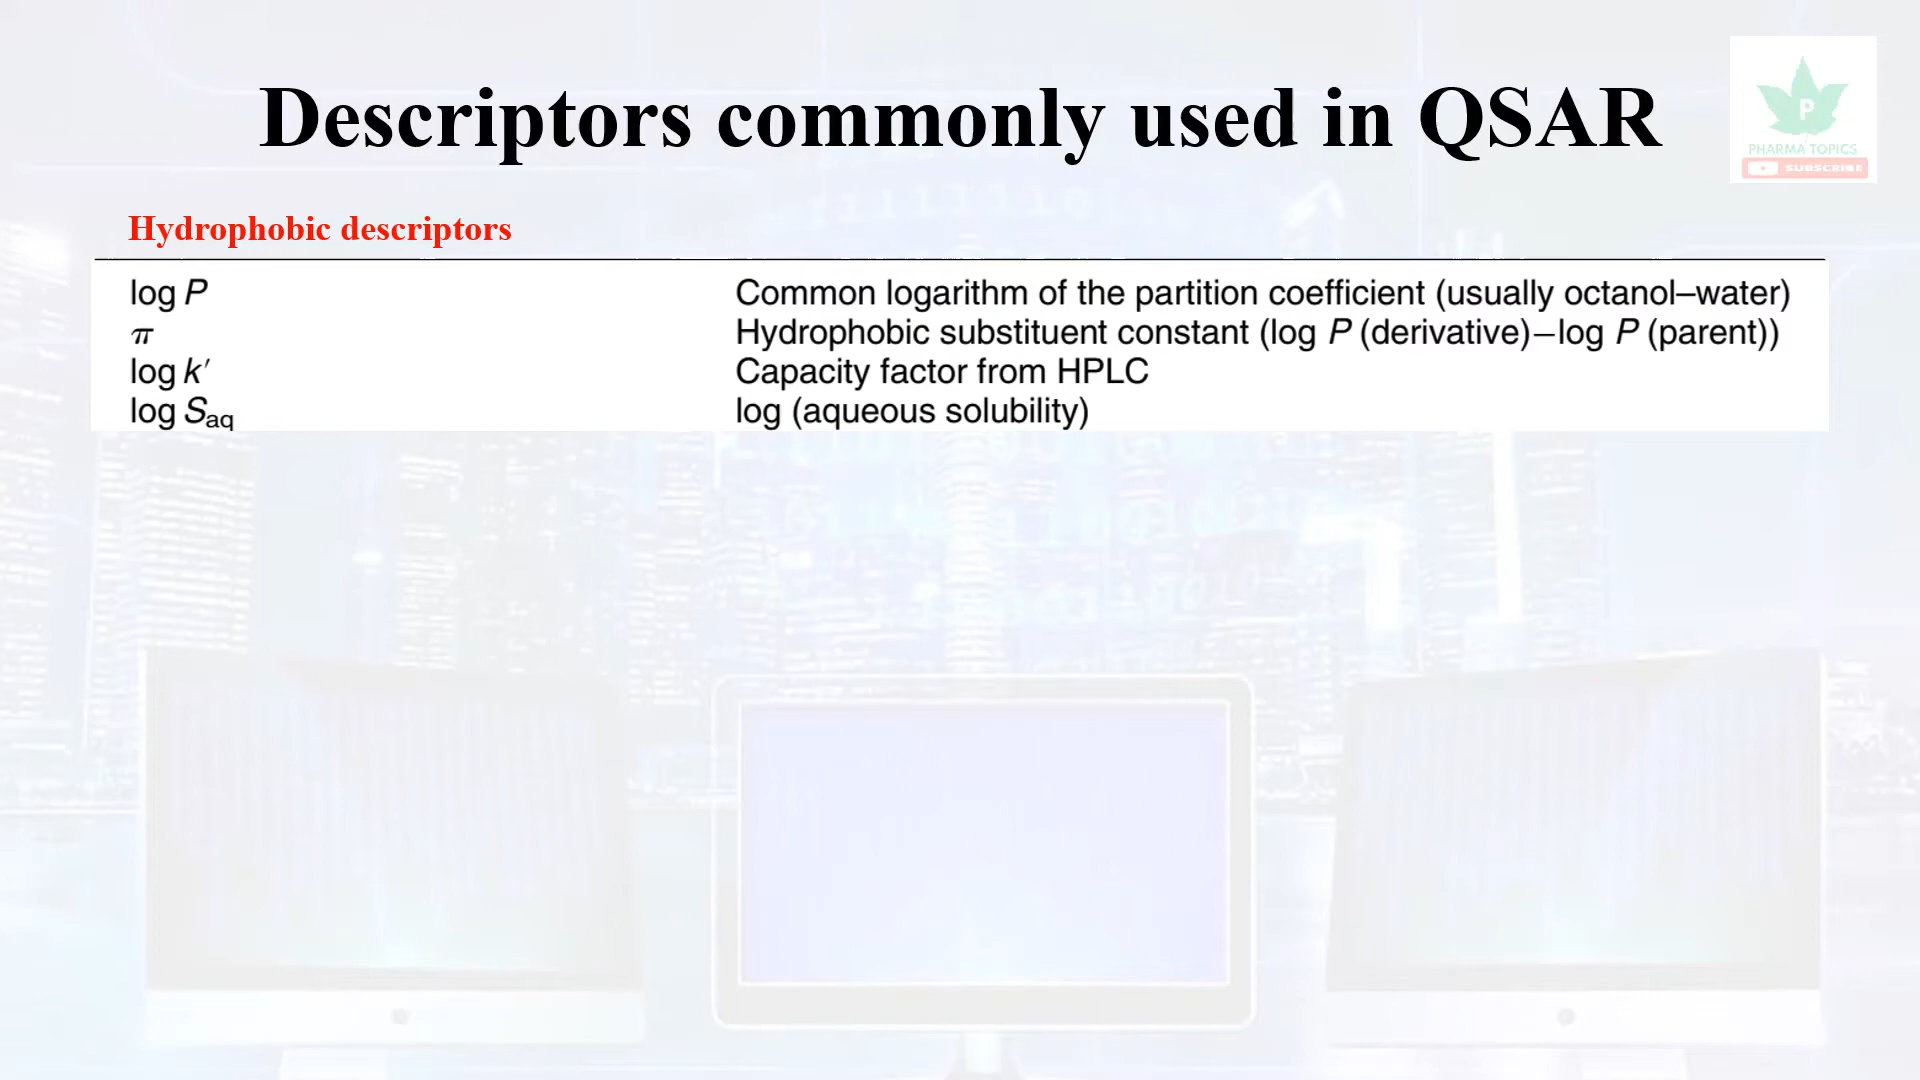 Descriptors commonly used in QSAR
P
PHARMA TOPICS
SUBSCRIBE
Hydrophobic descriptors
log P Common logarithm of the partition coefficient (usually octanol–water)
π Hydrophobic substituent constant (log P (derivative)–log P (parent))
log k′ Capacity factor from HPLC
log Saq log (aqueous solubility)